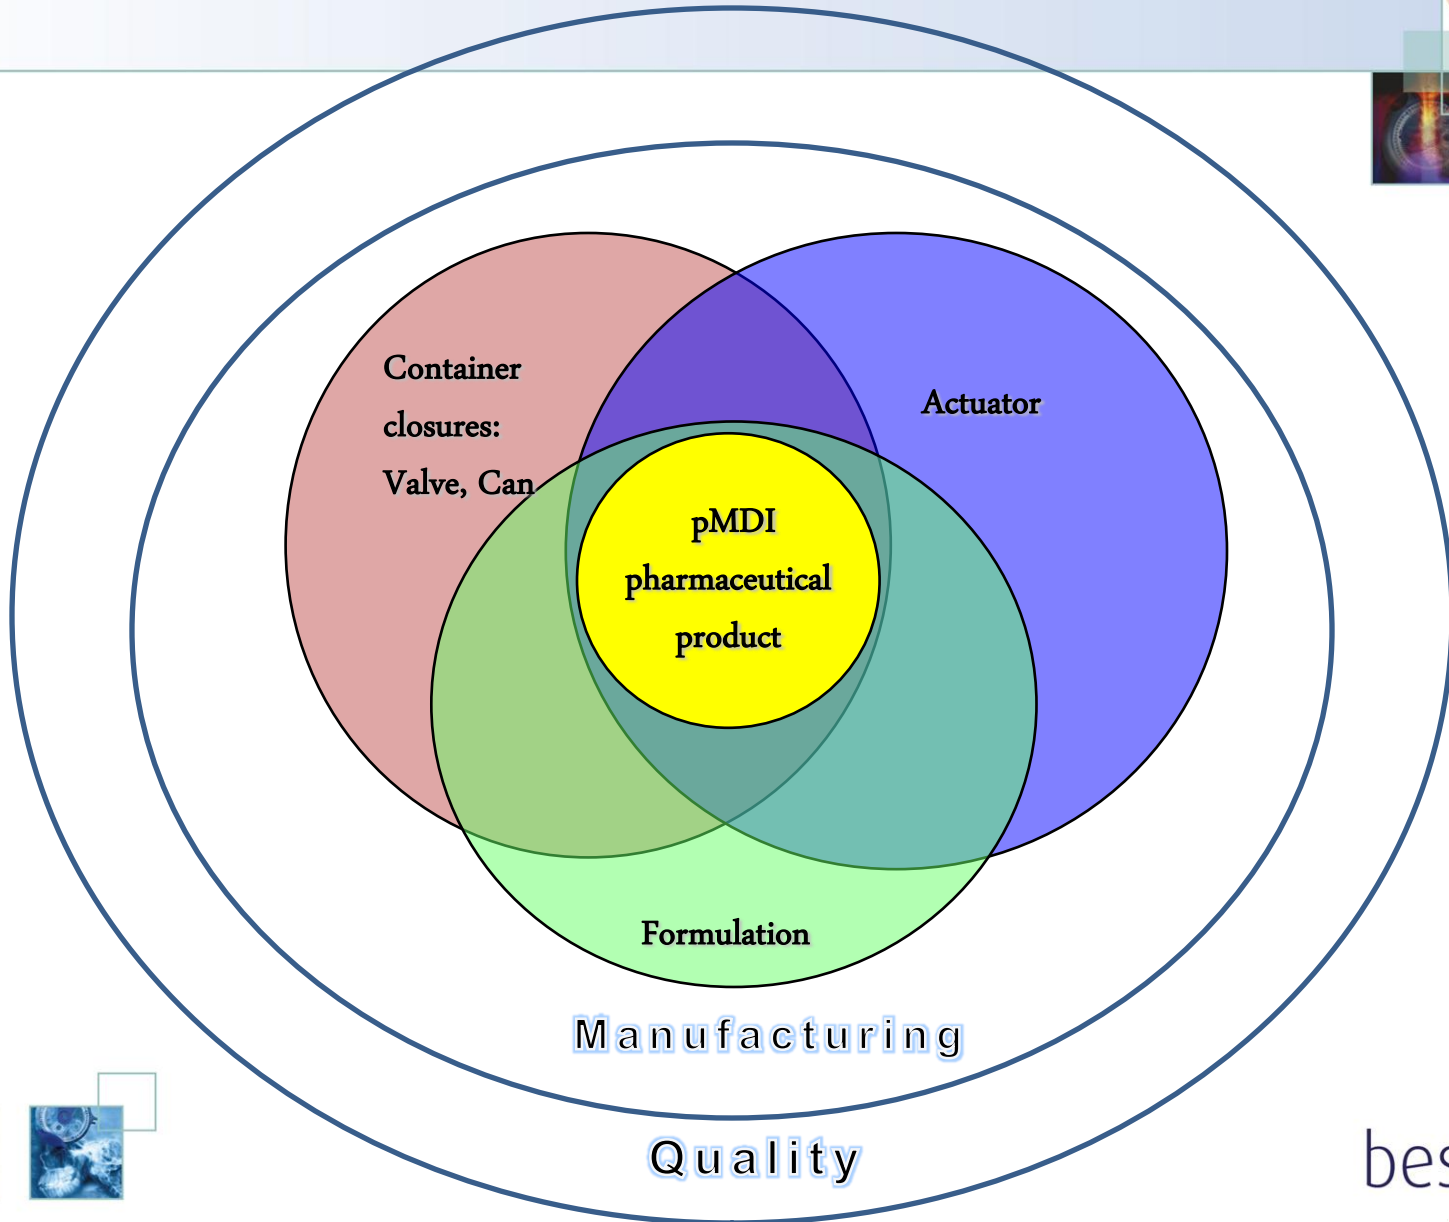 Container
closures:
Valve, Can
Actuator
pMDI
pharmaceutical
product
Formulation
Manufacturing
Quality
bes